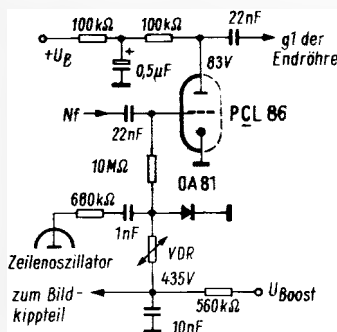 100kΩ 100kΩ 22nF
+U_B + g1 der Endröhre
0,5µF 83V
Nf PCL 86
22nF
10MΩ 0A81
680kΩ
1nF
Zeilenoszillator VDR
zum Bild-
kippteil
435V U_Boost
560kΩ
10nF